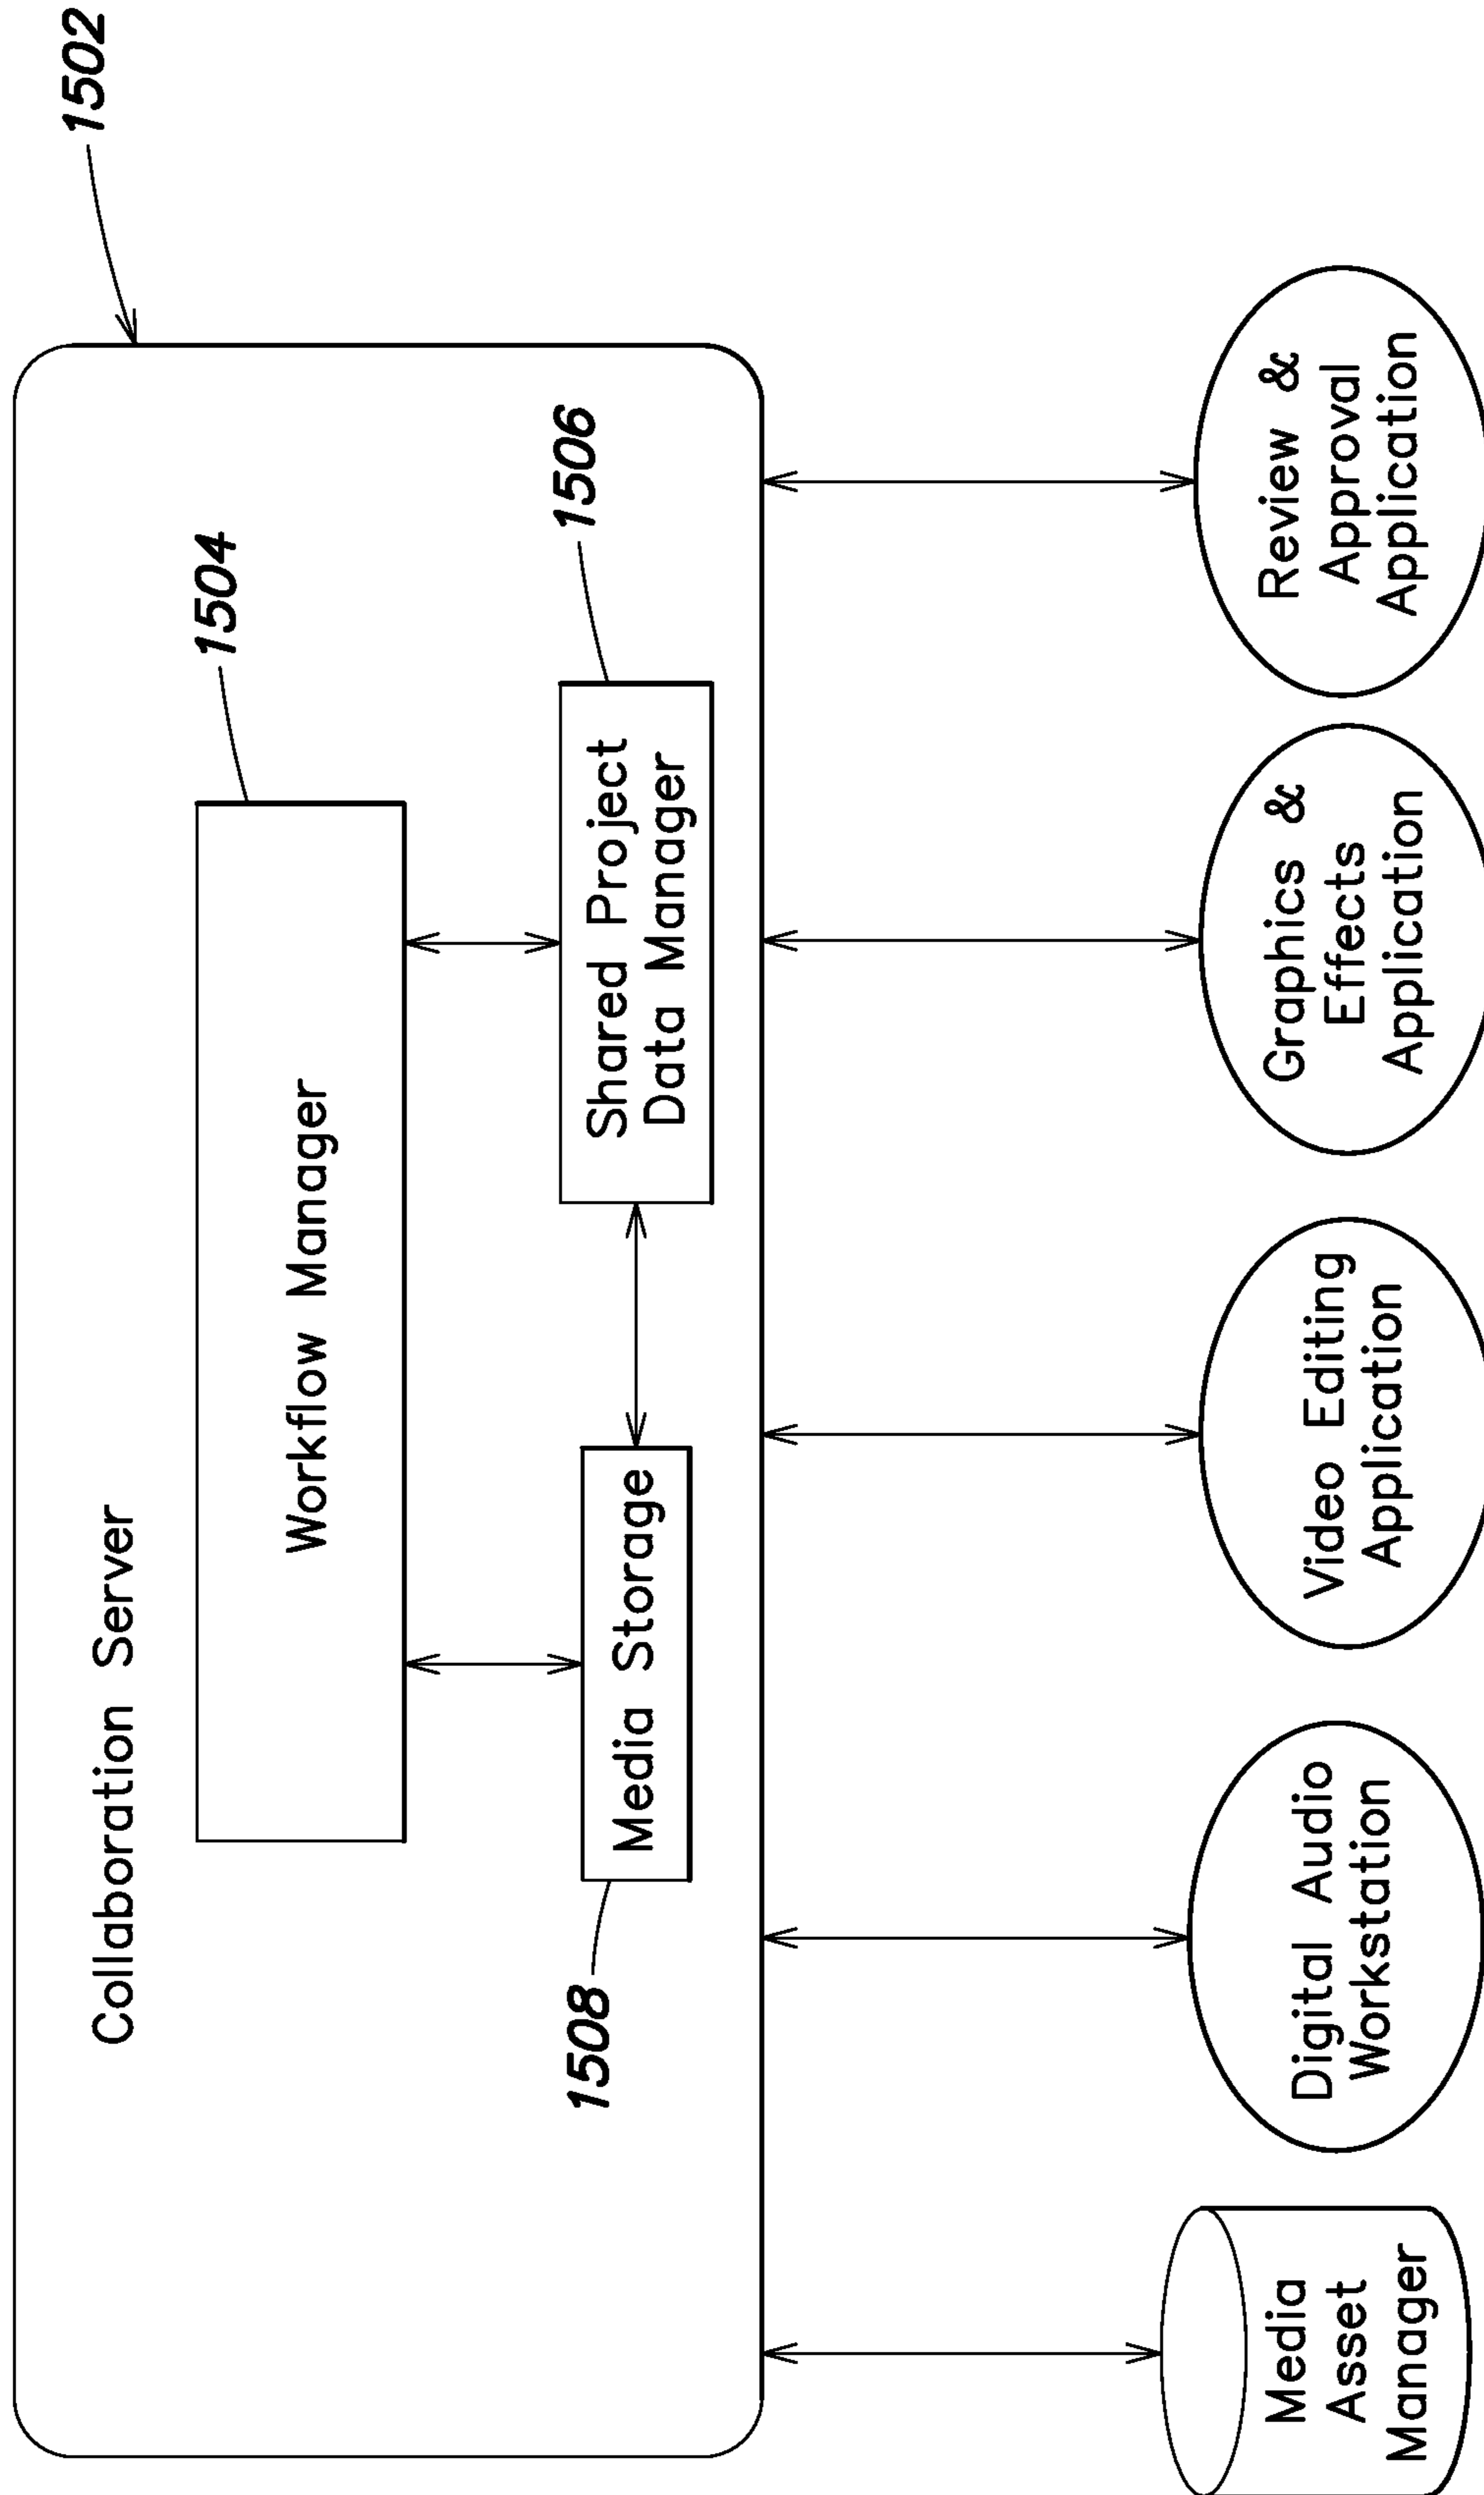 1502
Collaboration Server
1504
Workflow Manager
1508
Media Storage
1506
Shared Project
Data Manager
Media
Asset
Manager
Digital Audio
Workstation
Video Editing
Application
Graphics &
Effects
Application
Review &
Approval
Application